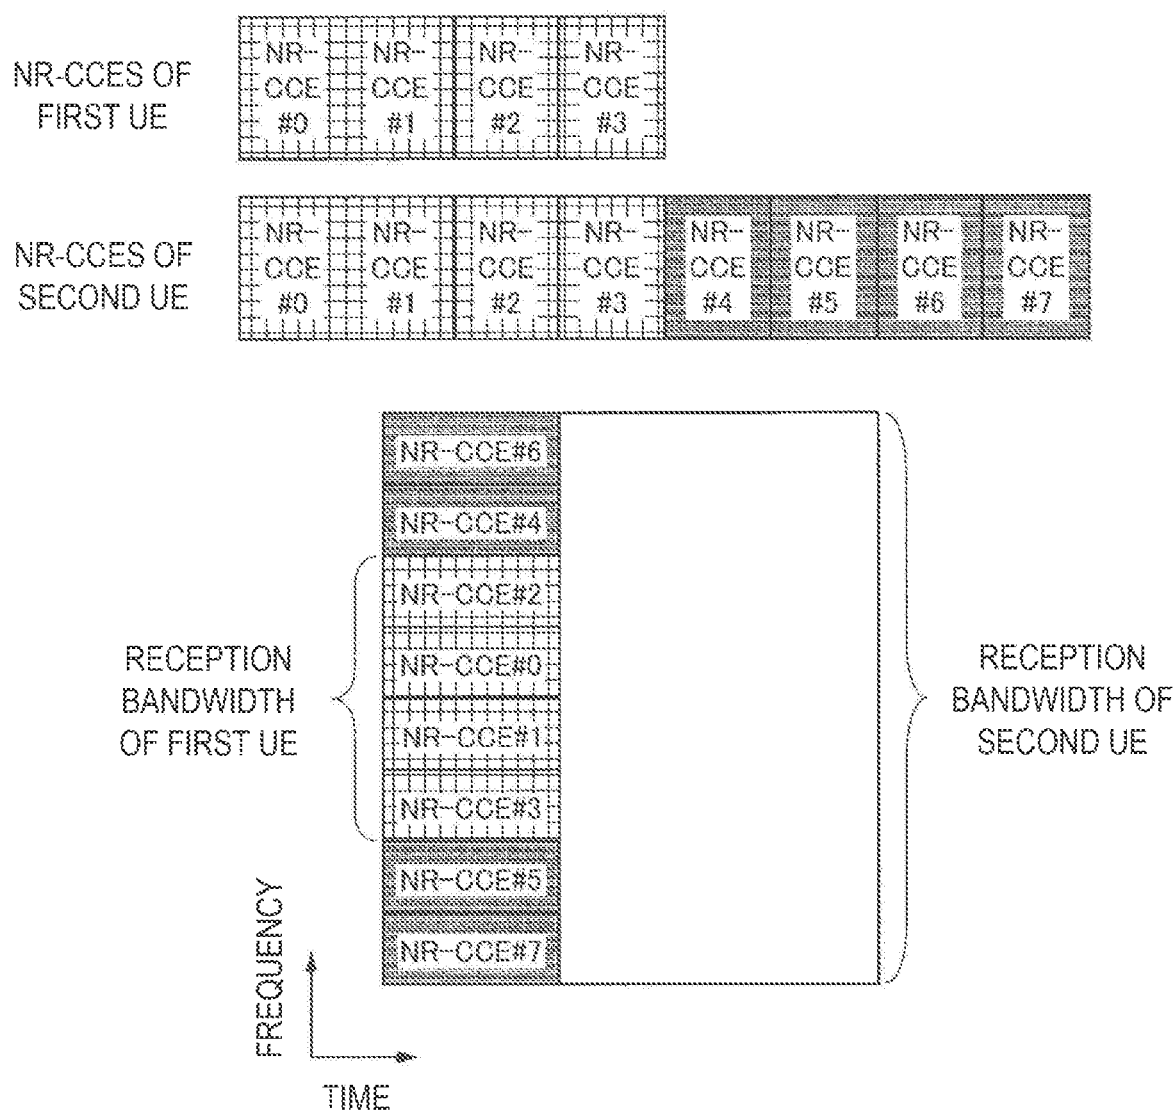 NR-CCES OF
FIRST UE
NR-
CCE
#0
NR-
CCE
#1
NR-
CCE
#2
NR-
CCE
#3
NR-CCES OF
SECOND UE
NR-
CCE
#0
NR-
CCE
#1
NR-
CCE
#2
NR-
CCE
#3
NR-
CCE
#4
NR-
CCE
#5
NR-
CCE
#6
NR-
CCE
#7
NR-CCE#6
NR-CCE#4
NR-CCE#2
NR-CCE#0
NR-CCE#1
NR-CCE#3
NR-CCE#5
NR-CCE#7
RECEPTION
BANDWIDTH
OF FIRST UE
RECEPTION
BANDWIDTH OF
SECOND UE
FREQUENCY
TIME